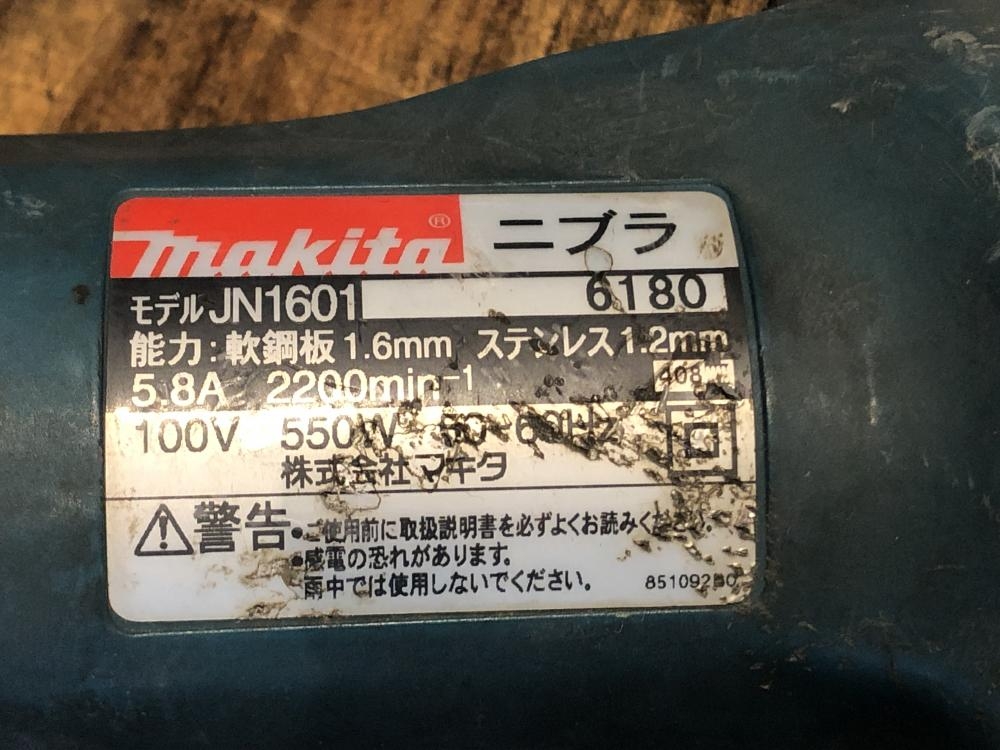 makita® ニブラ
モデル JN1601 6180
能力:軟鋼板1.6mm ステンレス1.2mm
5.8A 2200min-1
100V 550W 50-60Hz
株式会社マキタ
⚠警告・ご使用前に取扱説明書を必ずよくお読みください。
・感電の恐れがあります。
雨中では使用しないでください。